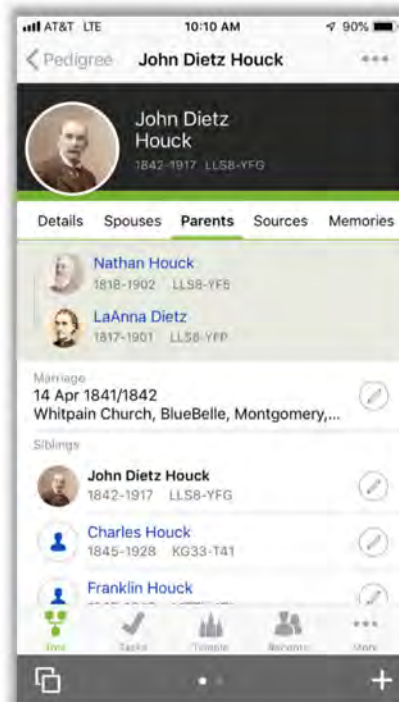 AT&T LTE 10:10 AM 90%
Pedigree John Dietz Houck
John Dietz
Houck
1842-1917 LLS8-YFG
Details Spouses Parents Sources Memories
Nathan Houck
1818-1902 LLS8-YF5
LaAnna Dietz
1817-1901 LLS8-YFP
Marriage
14 Apr 1841/1842
Whitpain Church, BlueBelle, Montgomery,...
Siblings
John Dietz Houck
1842-1917 LLS8-YFG
Charles Houck
1845-1928 KG33-T41
Franklin Houck
Tree Tasks Temple Recents More